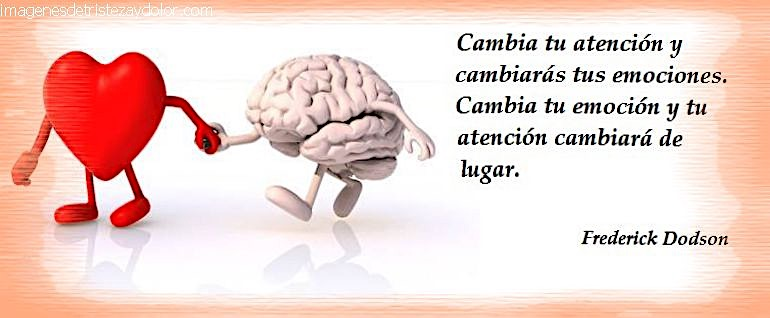 imagenesdetristezaydolor.com
Cambia tu atención y
cambiarás tus emociones.
Cambia tu emoción y tu
atención cambiará de
lugar.
Frederick Dodson